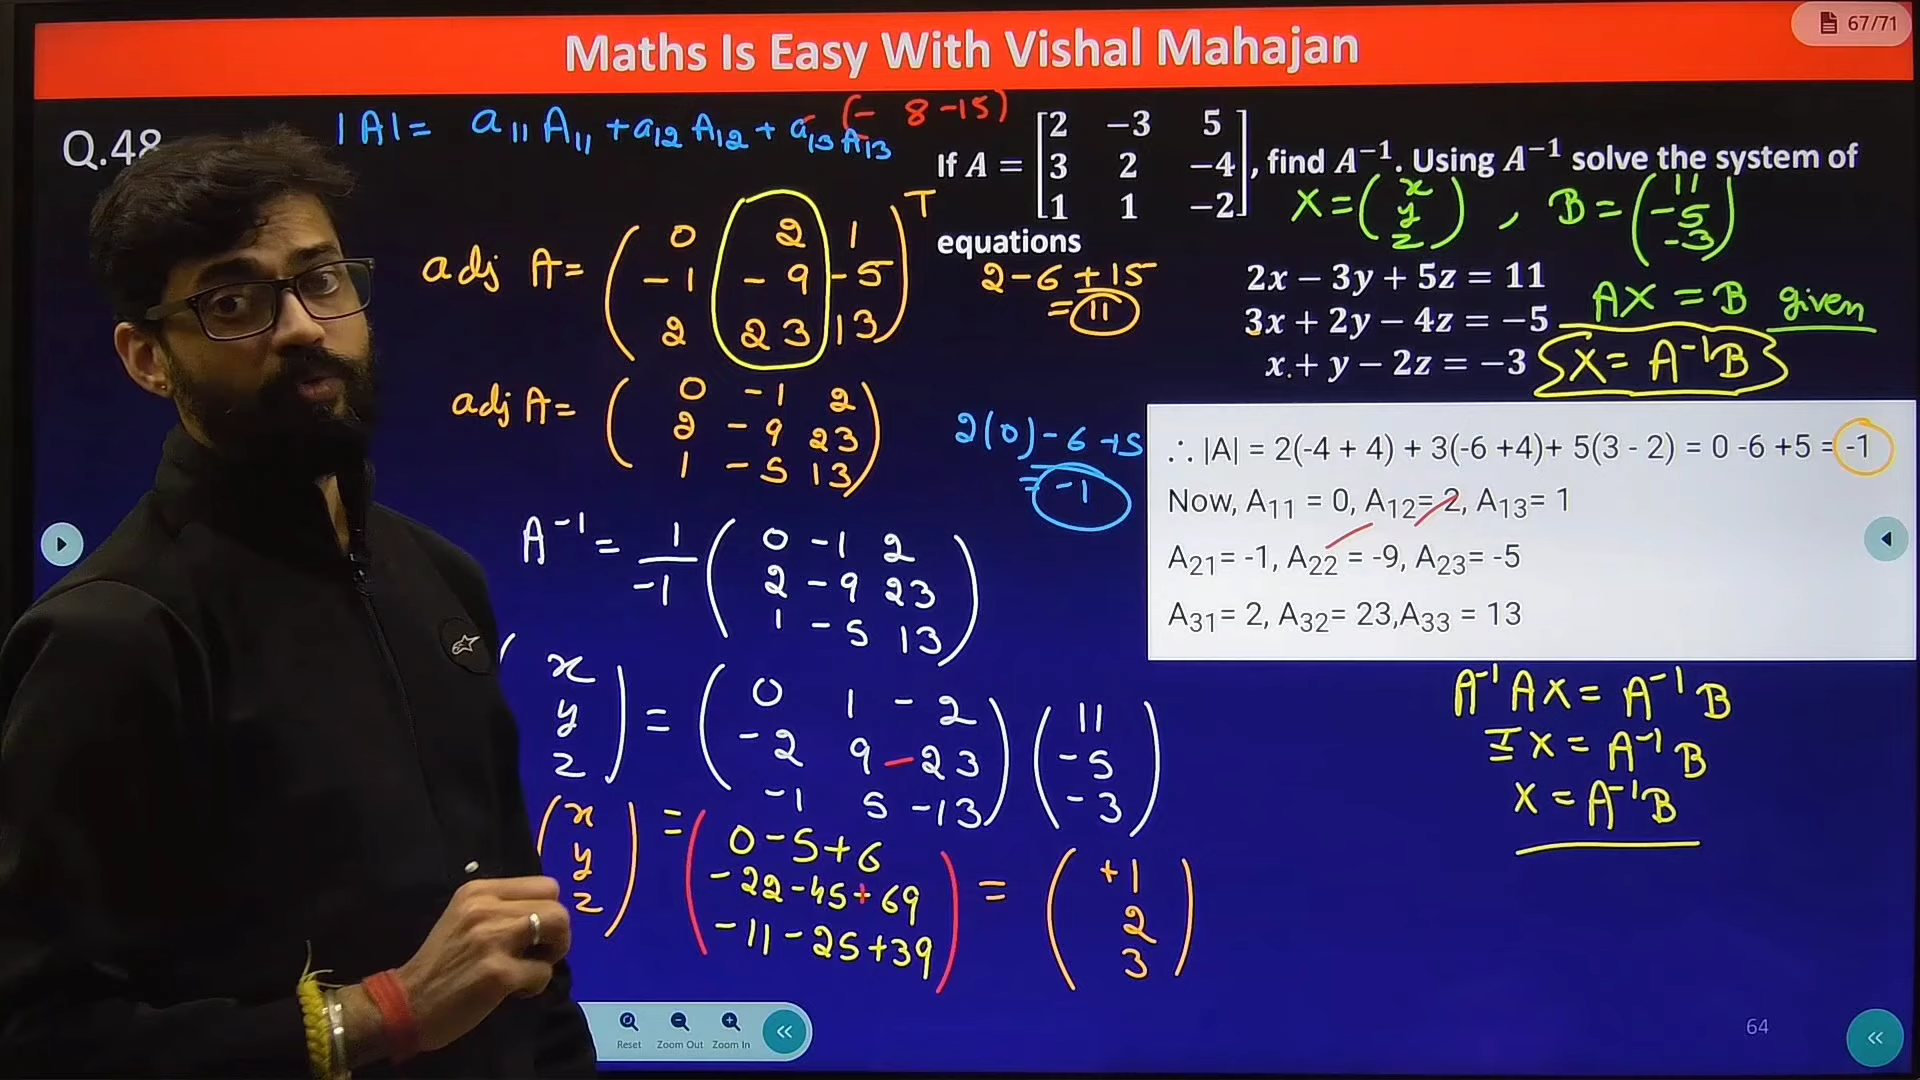 Maths Is Easy With Vishal Mahajan
67/71
Q.48
|A| = a11A11 + a12A12 + a13A13
(- 8-15)
If A = [2 -3 5
3 2 -4
1 1 -2], find A⁻¹. Using A⁻¹ solve the system of
equations
X = (x y z), B = (11 -5 -3)
adj A = (0 2 1
-1 -9 -5
2 23 13)ᵀ
2-6+15
= 11
2x − 3y + 5z = 11
3x + 2y − 4z = −5
x + y − 2z = −3
AX = B given
X = A⁻¹B
adj A = (0 -1 2
2 -9 23
1 -5 13)
2(0)-6+5
= -1
∴ |A| = 2(-4 + 4) + 3(-6 +4)+ 5(3 - 2) = 0 -6 +5 = -1
Now, A11 = 0, A12= 2, A13= 1
A21= -1, A22 = -9, A23= -5
A31= 2, A32= 23,A33 = 13
A⁻¹ = 1/-1 (0 -1 2
2 -9 23
1 -5 13)
(x y z) = (0 1 -2
-2 9 -23
-1 5 -13) (11 -5 -3)
A⁻¹AX = A⁻¹B
IX = A⁻¹B
X = A⁻¹B
(x y z) = (0-5+6
-22-45+69
-11-25+39) = (+1 2 3)
Reset Zoom Out Zoom In
64